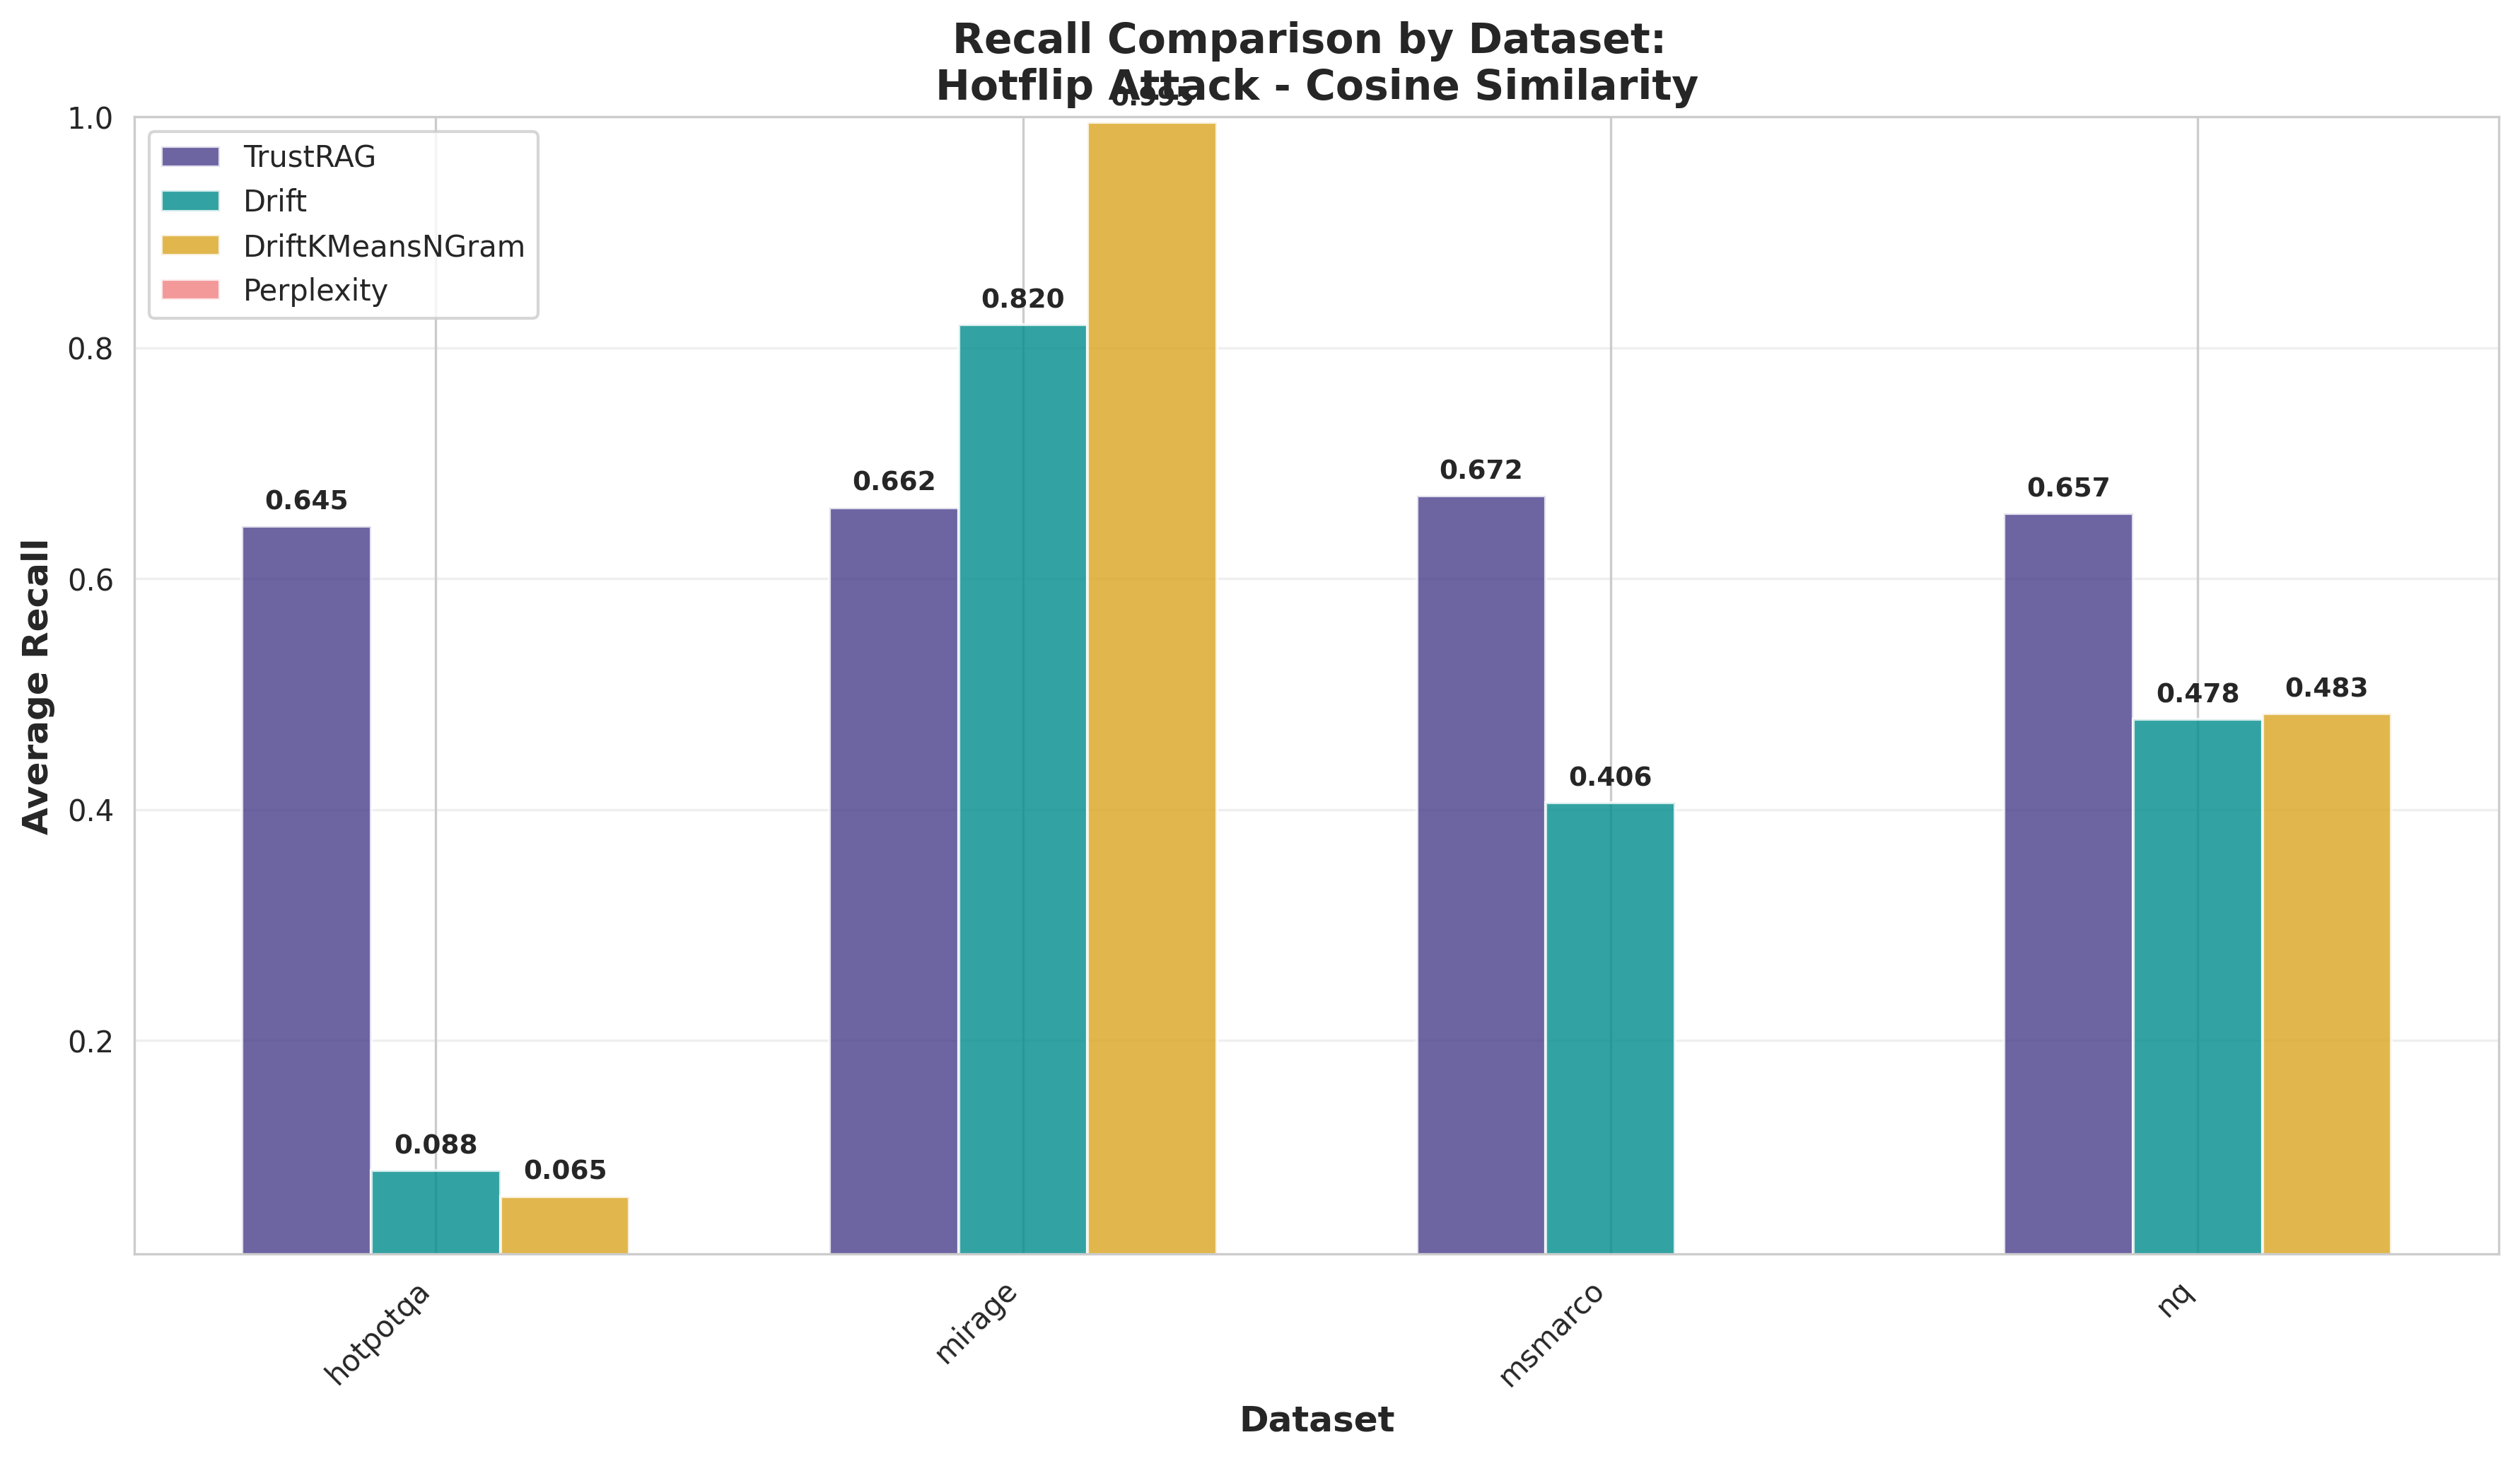 Recall Comparison by Dataset:
Hotflip Attack - Cosine Similarity
0.995
1.0
0.8
0.6
0.4
0.2
Average Recall
TrustRAG
Drift
DriftKMeansNGram
Perplexity
0.645
0.088
0.065
0.662
0.820
0.672
0.406
0.657
0.478
0.483
hotpotqa
mirage
msmarco
nq
Dataset